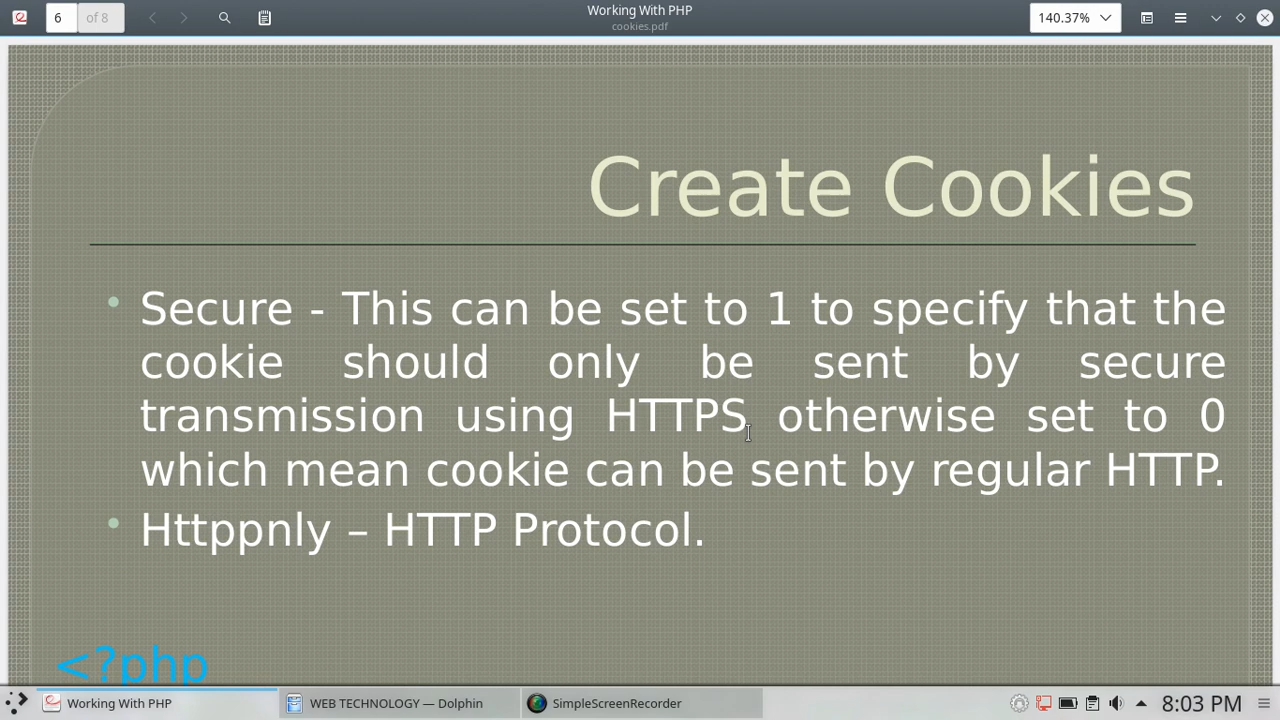 6 of 8
Working With PHP
cookies.pdf
140.37%
Create Cookies
• Secure - This can be set to 1 to specify that the
cookie should only be sent by secure
transmission using HTTPS otherwise set to 0
which mean cookie can be sent by regular HTTP.
• Httppnly – HTTP Protocol.
<?php
Working With PHP
WEB TECHNOLOGY — Dolphin
SimpleScreenRecorder
8:03 PM